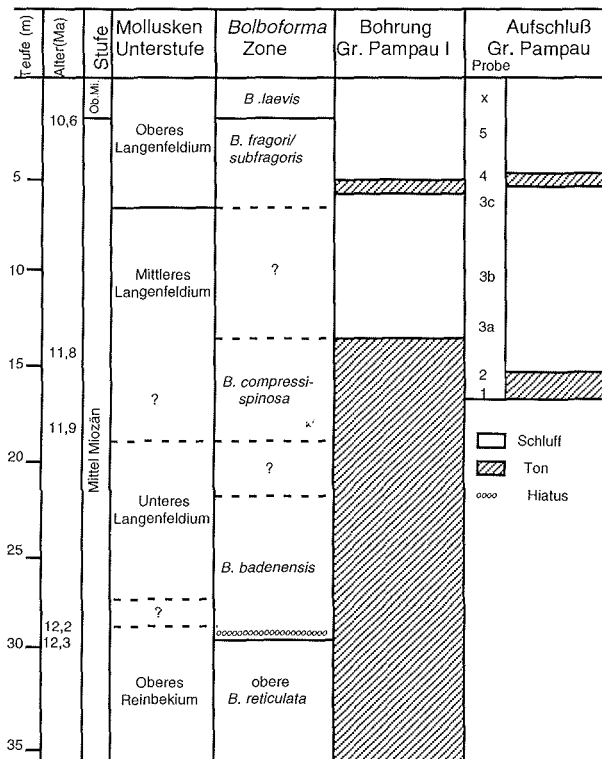 Teufe (m)
Alter(Ma)
Stufe
Mollusken
Unterstufe
Bolboforma
Zone
Bohrung
Gr. Pampau I
Aufschluß
Gr. Pampau
Probe
Ob.Mi.
Mittel Miozän
5
10
15
20
25
30
35
10,6
11,8
11,9
12,2
12,3
Oberes
Langenfeldium
Mittleres
Langenfeldium
?
Unteres
Langenfeldium
?
Oberes
Reinbekium
B .laevis
B. fragori/
subfragoris
?
B. compressi-
spinosa
?
B. badenensis
obere
B. reticulata
x
5
4
3c
3b
3a
2
1
Schluff
Ton
Hiatus